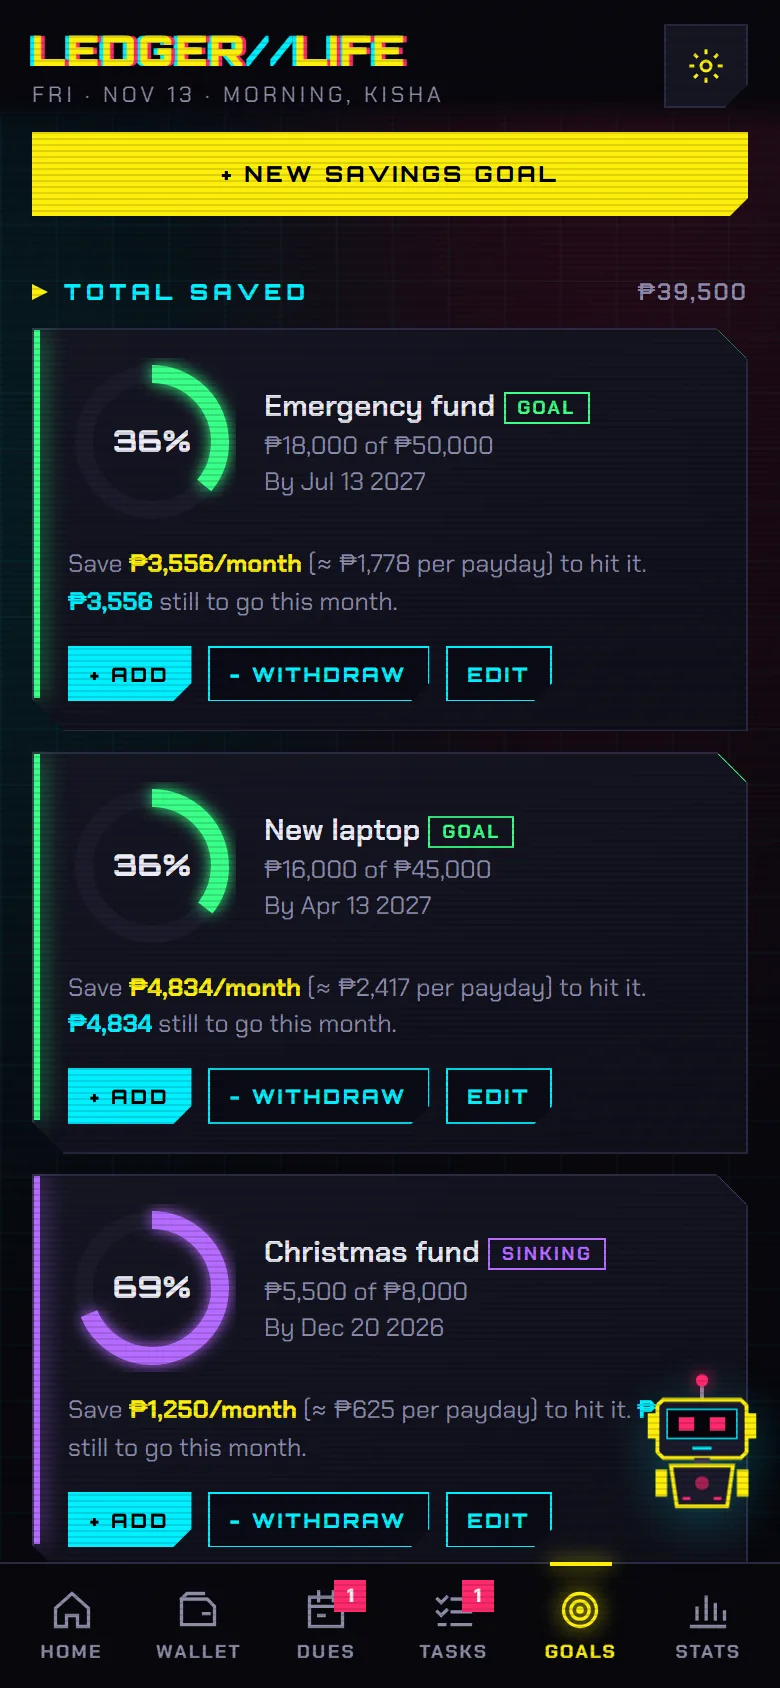 LEDGER//LIFE
FRI · NOV 13 · MORNING, KISHA
+ NEW SAVINGS GOAL
TOTAL SAVED ₱39,500
36%
Emergency fund GOAL
₱18,000 of ₱50,000
By Jul 13 2027
Save ₱3,556/month (≈ ₱1,778 per payday) to hit it.
₱3,556 still to go this month.
+ ADD - WITHDRAW EDIT
36%
New laptop GOAL
₱16,000 of ₱45,000
By Apr 13 2027
Save ₱4,834/month (≈ ₱2,417 per payday) to hit it.
₱4,834 still to go this month.
+ ADD - WITHDRAW EDIT
69%
Christmas fund SINKING
₱5,500 of ₱8,000
By Dec 20 2026
Save ₱1,250/month (≈ ₱625 per payday) to hit it. ₱
still to go this month.
+ ADD - WITHDRAW EDIT
1 1
HOME WALLET DUES TASKS GOALS STATS